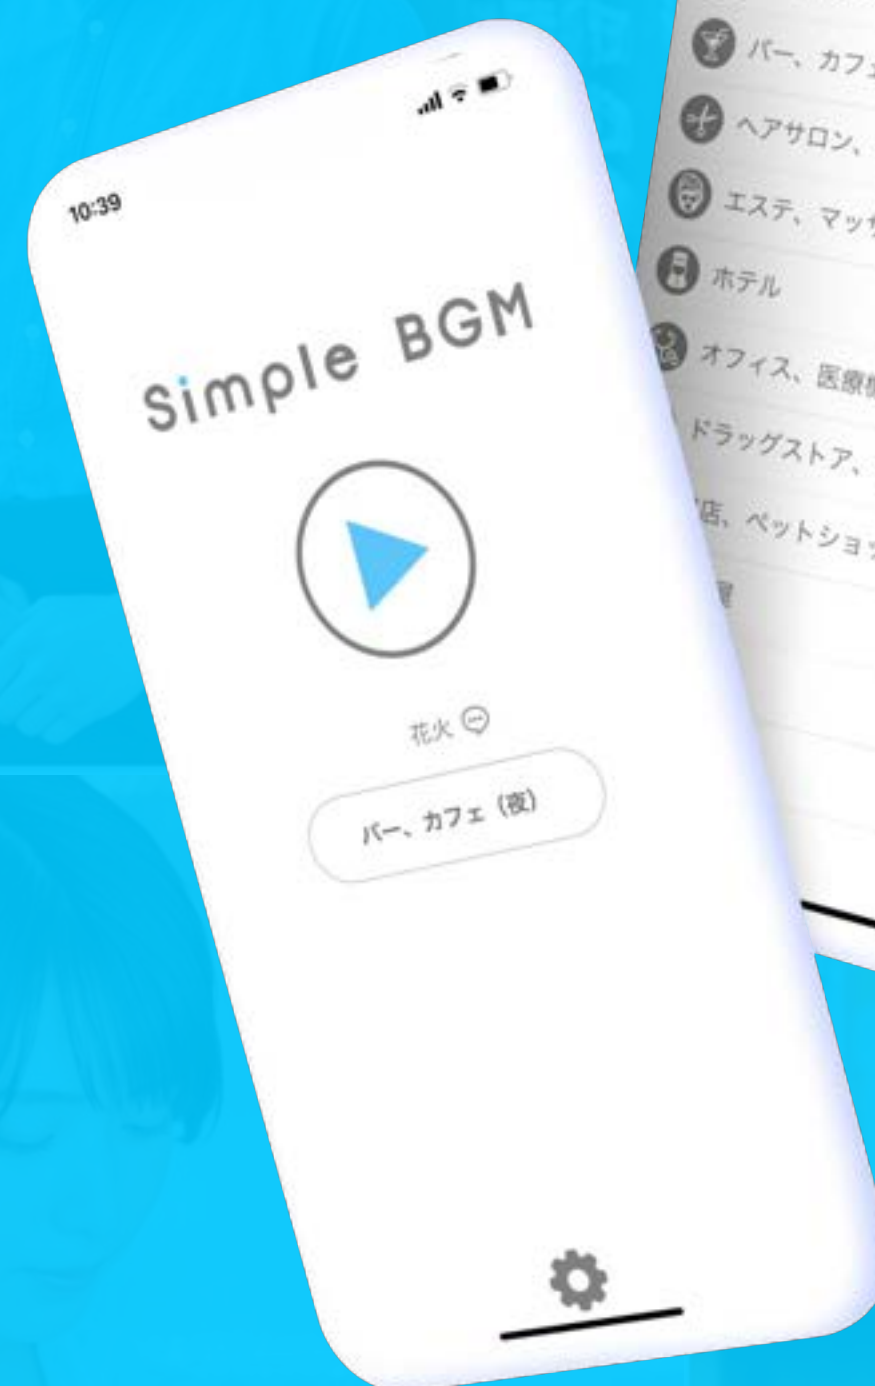 10:39
Simple BGM
花火
バー、カフェ（夜）
バー、カフェ
ヘアサロン、
エステ、マッサ
ホテル
オフィス、医療機
ドラッグストア、
店、ペットショッ
屋